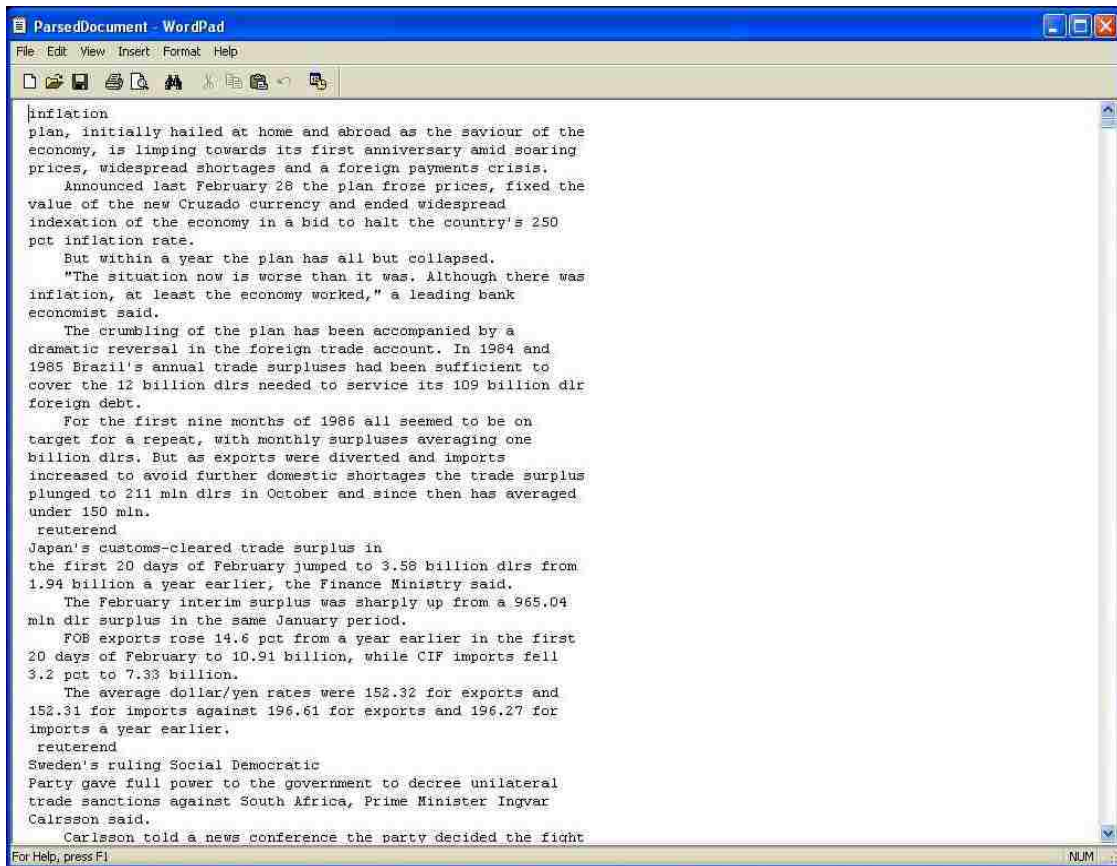 ParsedDocument - WordPad
File Edit View Insert Format Help
inflation
plan, initially hailed at home and abroad as the saviour of the
economy, is limping towards its first anniversary amid soaring
prices, widespread shortages and a foreign payments crisis.
Announced last February 28 the plan froze prices, fixed the
value of the new Cruzado currency and ended widespread
indexation of the economy in a bid to halt the country's 250
pct inflation rate.
But within a year the plan has all but collapsed.
"The situation now is worse than it was. Although there was
inflation, at least the economy worked," a leading bank
economist said.
The crumbling of the plan has been accompanied by a
dramatic reversal in the foreign trade account. In 1984 and
1985 Brazil's annual trade surpluses had been sufficient to
cover the 12 billion dlrs needed to service its 109 billion dlr
foreign debt.
For the first nine months of 1986 all seemed to be on
target for a repeat, with monthly surpluses averaging one
billion dlrs. But as exports were diverted and imports
increased to avoid further domestic shortages the trade surplus
plunged to 211 mln dlrs in October and since then has averaged
under 150 mln.
reuterend
Japan's customs-cleared trade surplus in
the first 20 days of February jumped to 3.58 billion dlrs from
1.94 billion a year earlier, the Finance Ministry said.
The February interim surplus was sharply up from a 965.04
mln dlr surplus in the same January period.
FOB exports rose 14.6 pct from a year earlier in the first
20 days of February to 10.91 billion, while CIF imports fell
3.2 pct to 7.33 billion.
The average dollar/yen rates were 152.32 for exports and
152.31 for imports against 196.61 for exports and 196.27 for
imports a year earlier.
reuterend
Sweden's ruling Social Democratic
Party gave full power to the government to decree unilateral
trade sanctions against South Africa, Prime Minister Ingvar
Calrsson said.
Carlsson told a news conference the party decided the fight
For Help, press F1
NUM